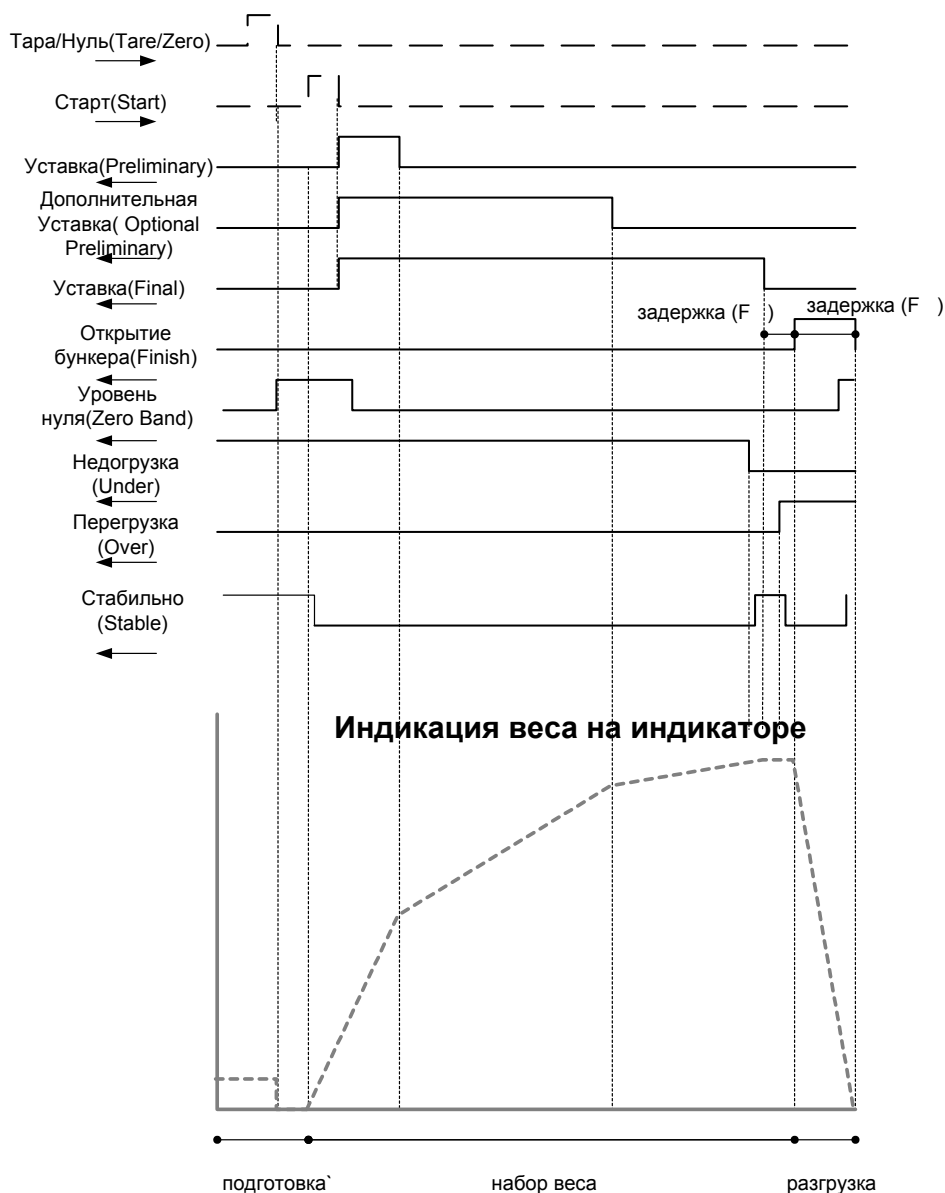 Тара/Нуль(Tare/Zero)
Старт(Start)
Уставка(Preliminary)
Дополнительная
Уставка( Optional
Preliminary)
Уставка(Final)
задержка (F )
задержка (F )
Открытие
бункера(Finish)
Уровень
нуля(Zero Band)
Недогрузка
(Under)
Перегрузка
(Over)
Стабильно
(Stable)
Индикация веса на индикаторе
подготовка`
набор веса
разгрузка